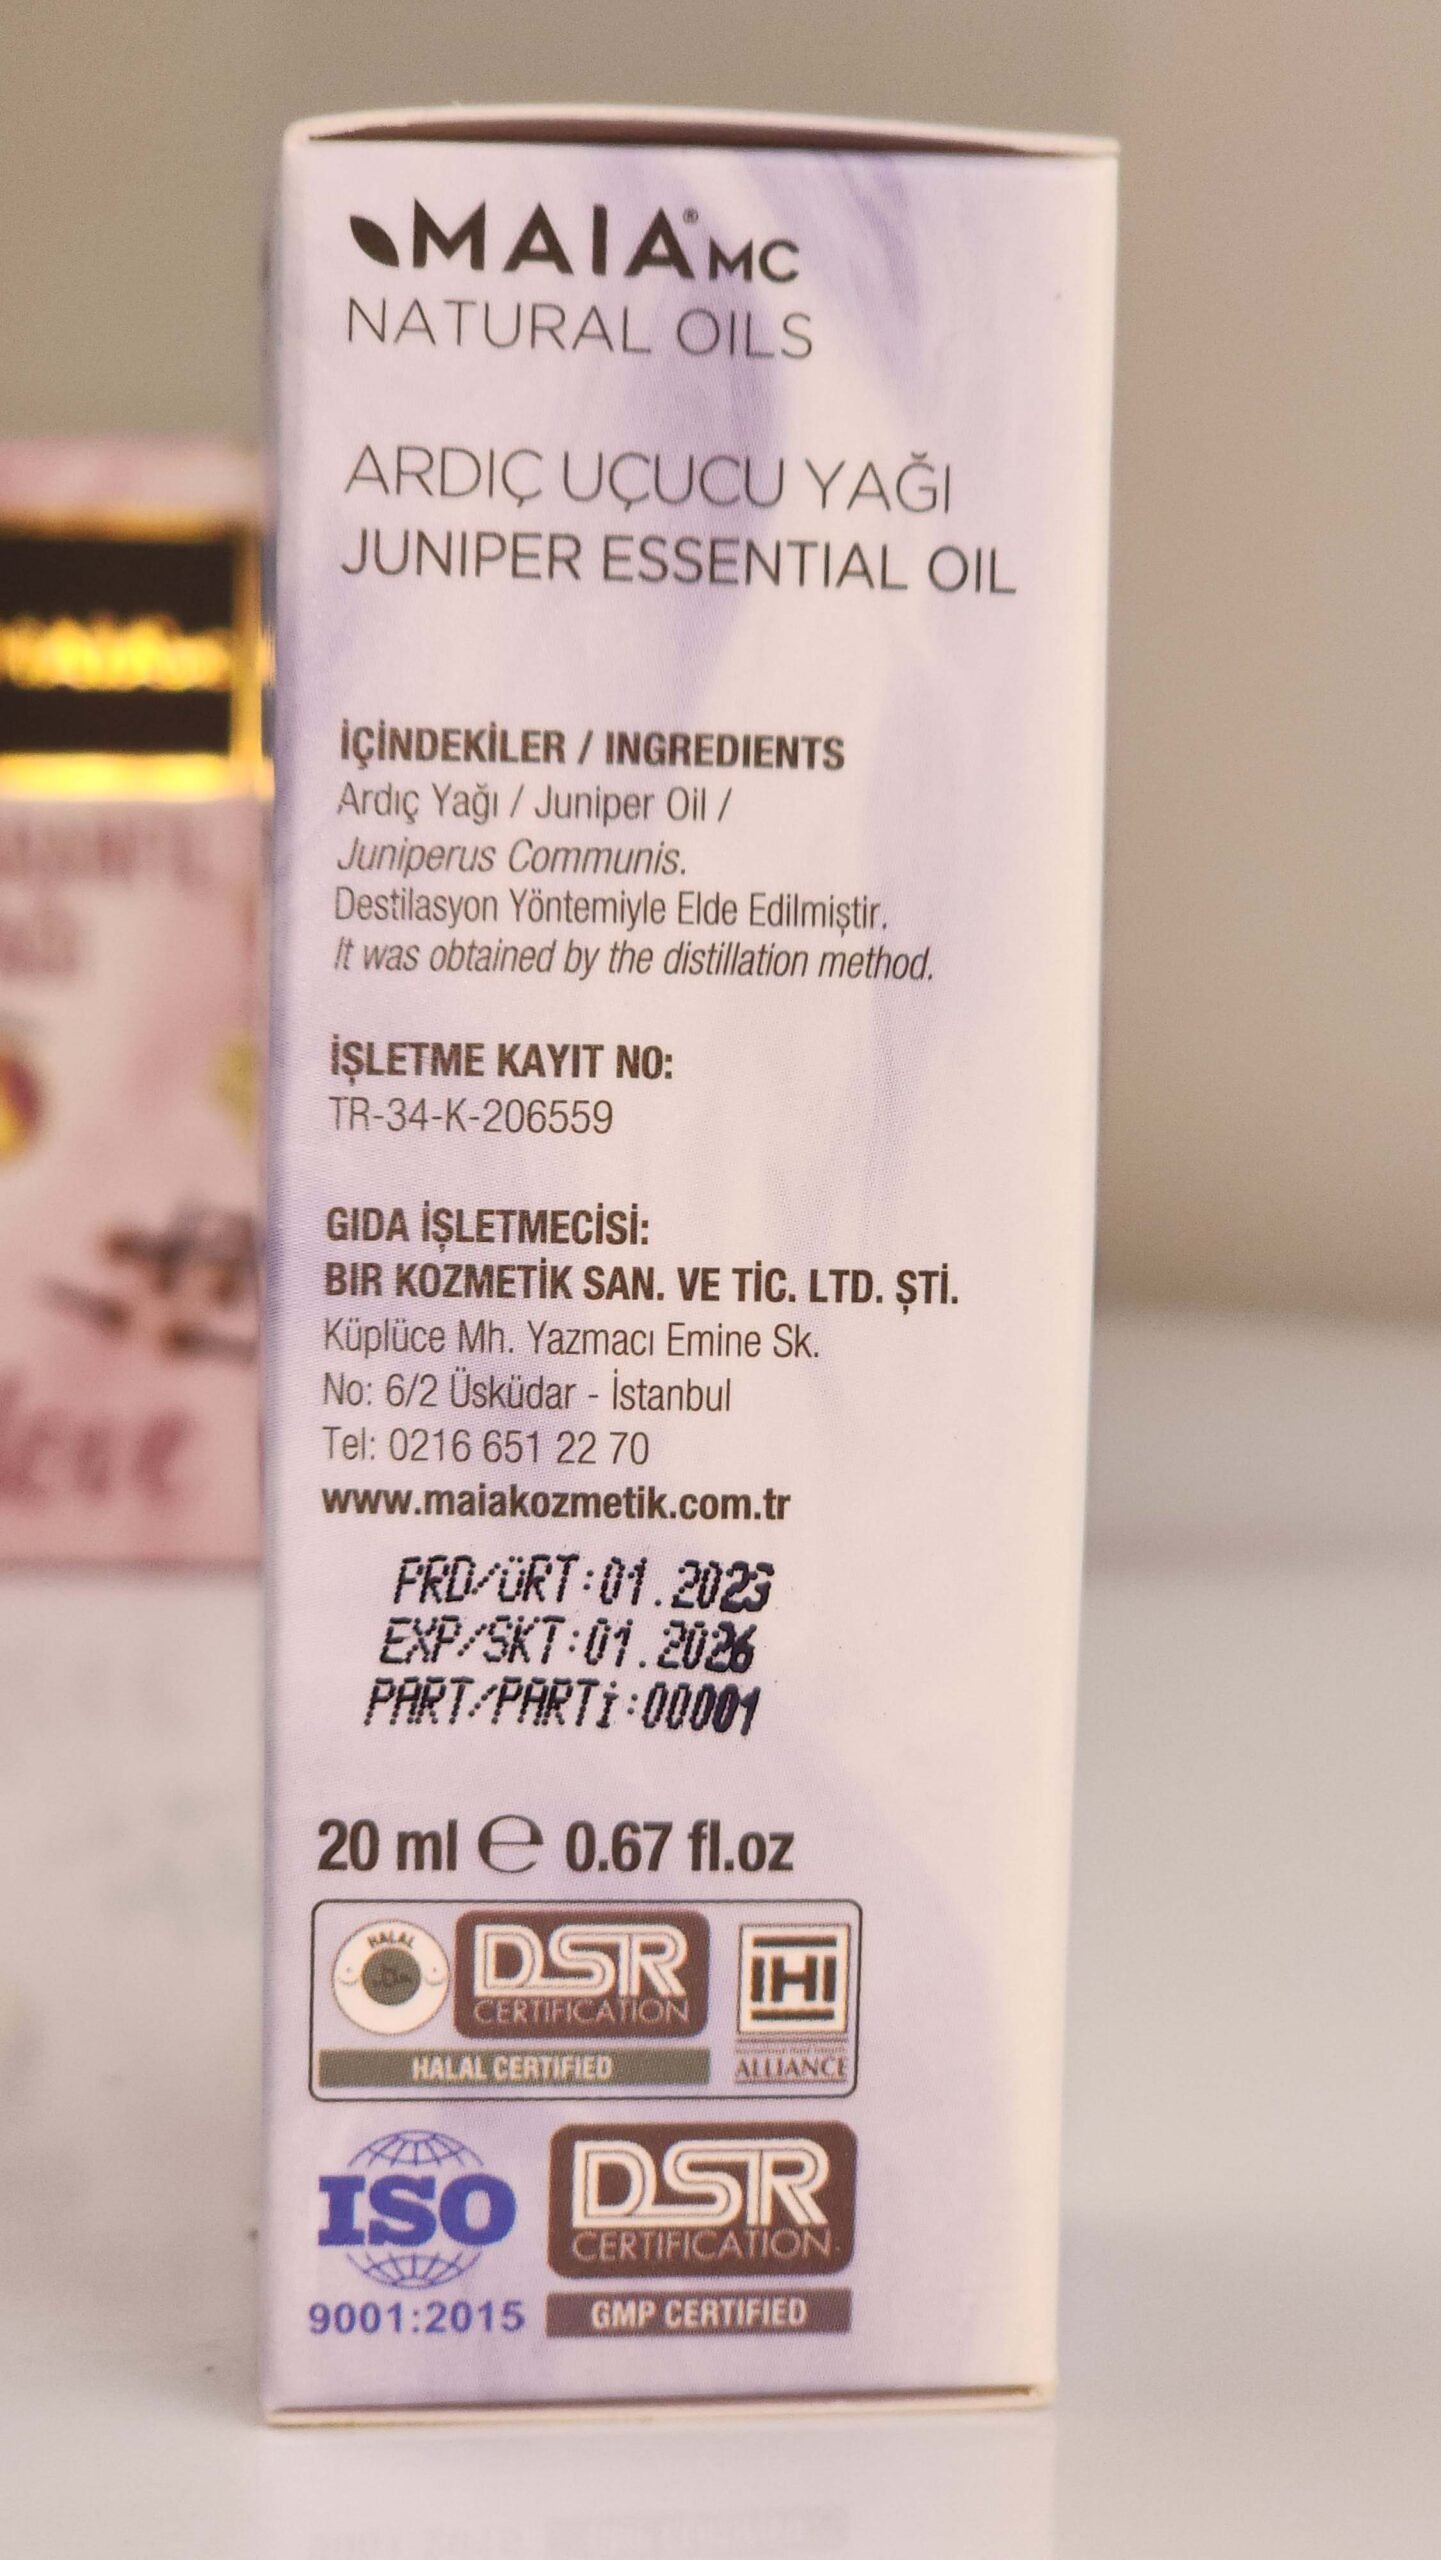 MAIA® MC
NATURAL OILS
ARDIÇ UÇUCU YAĞI
JUNIPER ESSENTIAL OIL
İÇİNDEKİLER / INGREDIENTS
Ardıç Yağı / Juniper Oil /
Juniperus Communis.
Destilasyon Yöntemiyle Elde Edilmiştir.
It was obtained by the distillation method.
İŞLETME KAYIT NO:
TR-34-K-206559
GIDA İŞLETMECİSİ:
BIR KOZMETİK SAN. VE TİC. LTD. ŞTİ.
Küplüce Mh. Yazmacı Emine Sk.
No: 6/2 Üsküdar - İstanbul
Tel: 0216 651 22 70
www.maiakozmetik.com.tr
PRD/ÜRT:01.2023
EXP/SKT:01.2026
PART/PARTİ:00001
20 ml e 0.67 fl.oz
HALAL
DSR
CERTIFICATION
HALAL CERTIFIED
IHI
ALLIANCE
ISO
9001:2015
DSR
CERTIFICATION
GMP CERTIFIED